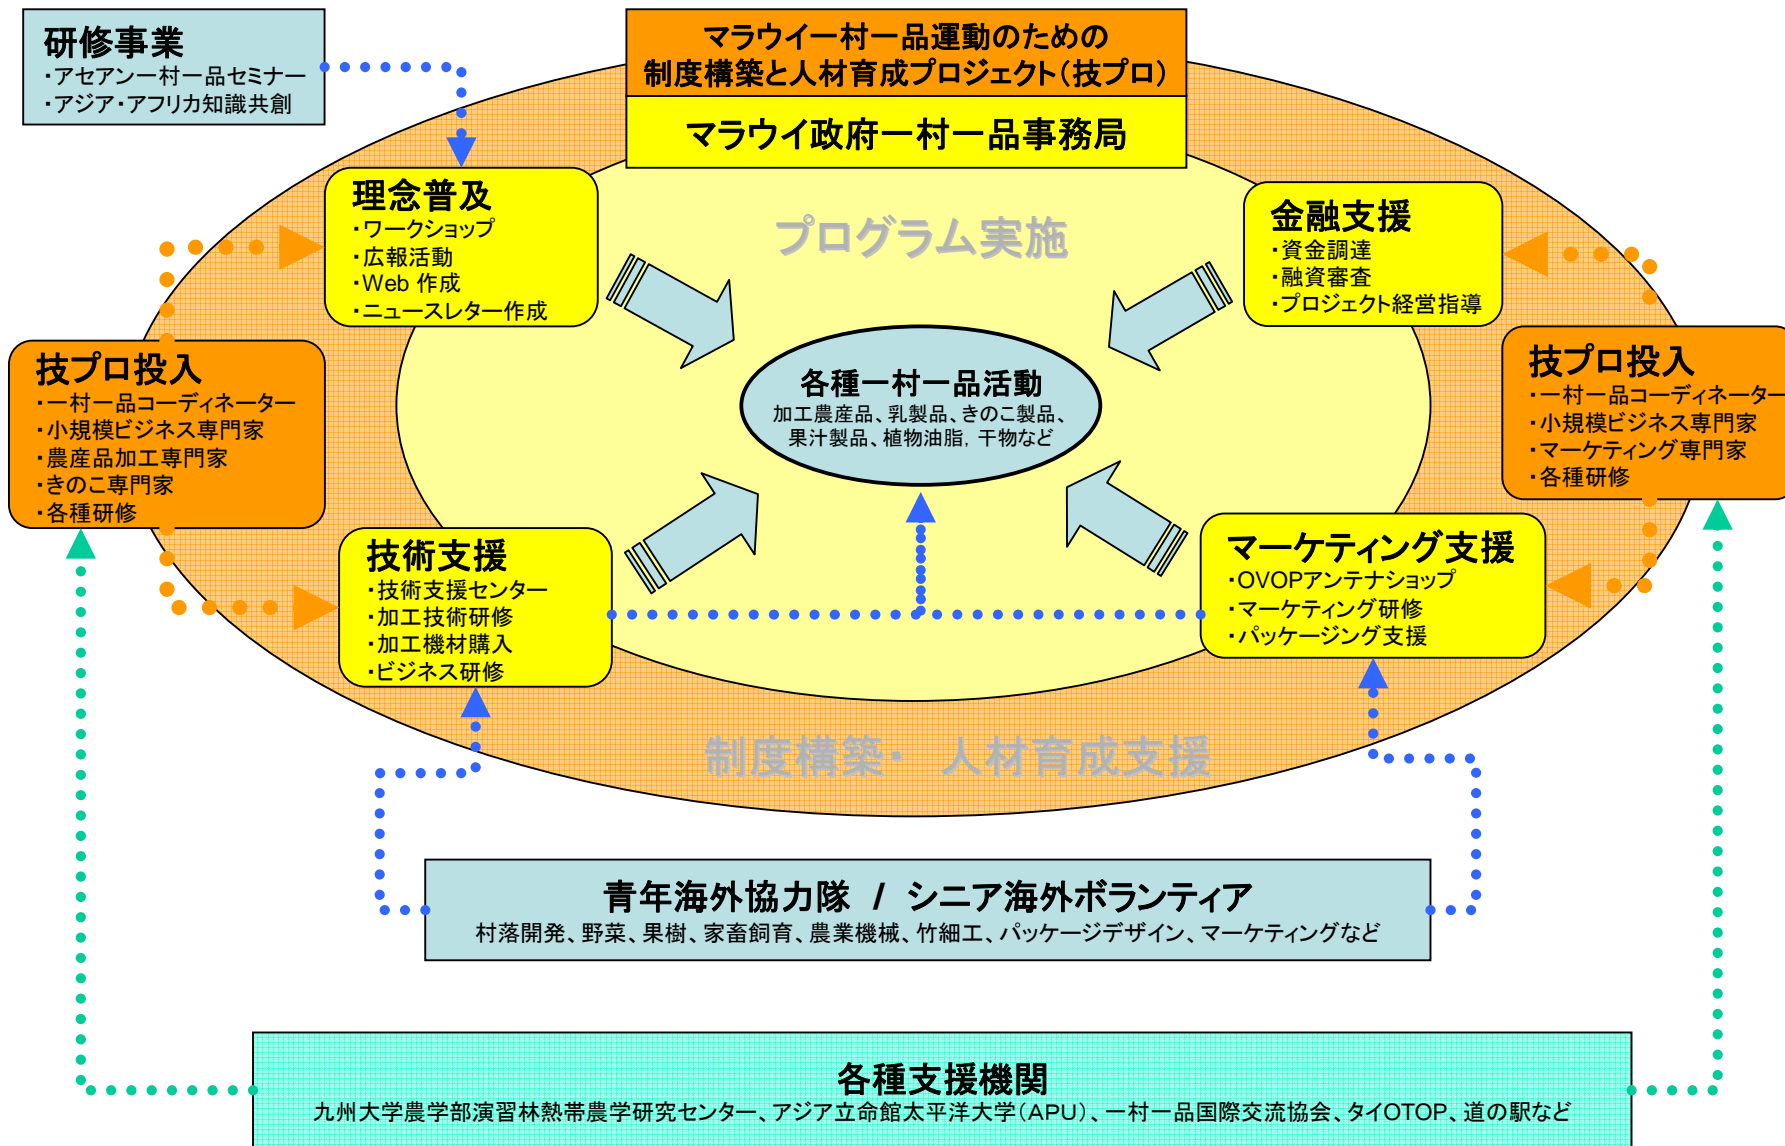 研修事業
・アセアン一村一品セミナー
・アジア・アフリカ知識共創
マラウイ一村一品運動のための
制度構築と人材育成プロジェクト（技プロ）
マラウイ政府一村一品事務局
理念普及
・ワークショップ
・広報活動
・Web 作成
・ニュースレター作成
プログラム実施
金融支援
・資金調達
・融資審査
・プロジェクト経営指導
技プロ投入
・一村一品コーディネーター
・小規模ビジネス専門家
・農産品加工専門家
・きのこ専門家
・各種研修
各種一村一品活動
加工農産品、乳製品、きのこ製品、
果汁製品、植物油脂, 干物など
技プロ投入
・一村一品コーディネーター
・小規模ビジネス専門家
・マーケティング専門家
・各種研修
技術支援
・技術支援センター
・加工技術研修
・加工機材購入
・ビジネス研修
マーケティング支援
・OVOPアンテナショップ
・マーケティング研修
・パッケージング支援
制度構築・ 人材育成支援
青年海外協力隊 / シニア海外ボランティア
村落開発、野菜、果樹、家畜飼育、農業機械、竹細工、パッケージデザイン、マーケティングなど
各種支援機関
九州大学農学部演習林熱帯農学研究センター、アジア立命館太平洋大学（APU）、一村一品国際交流協会、タイOTOP、道の駅など